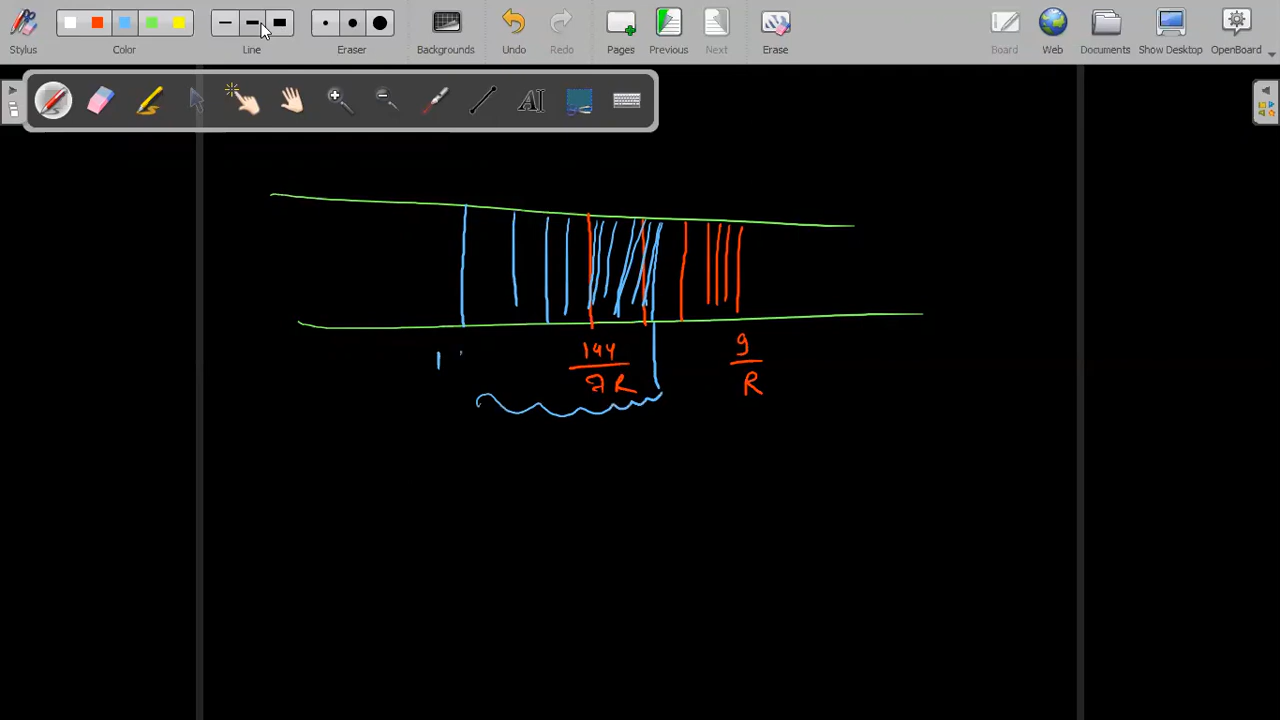 Stylus Color Line Eraser Backgrounds Undo Redo Pages Previous Next Erase Board Web Documents Show Desktop OpenBoard
144
7R
9
R